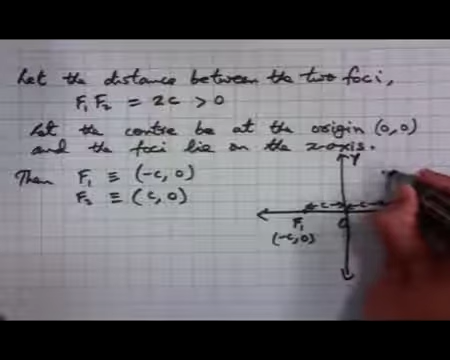 Let the distance between the two foci,
F₁F₂ = 2c > 0
Let the centre be at the origin (0,0)
and the foci lie on the x-axis.
Then F₁ ≡ (-c, 0)
F₂ ≡ (c, 0)
Y
c c
F₁
(-c,0)